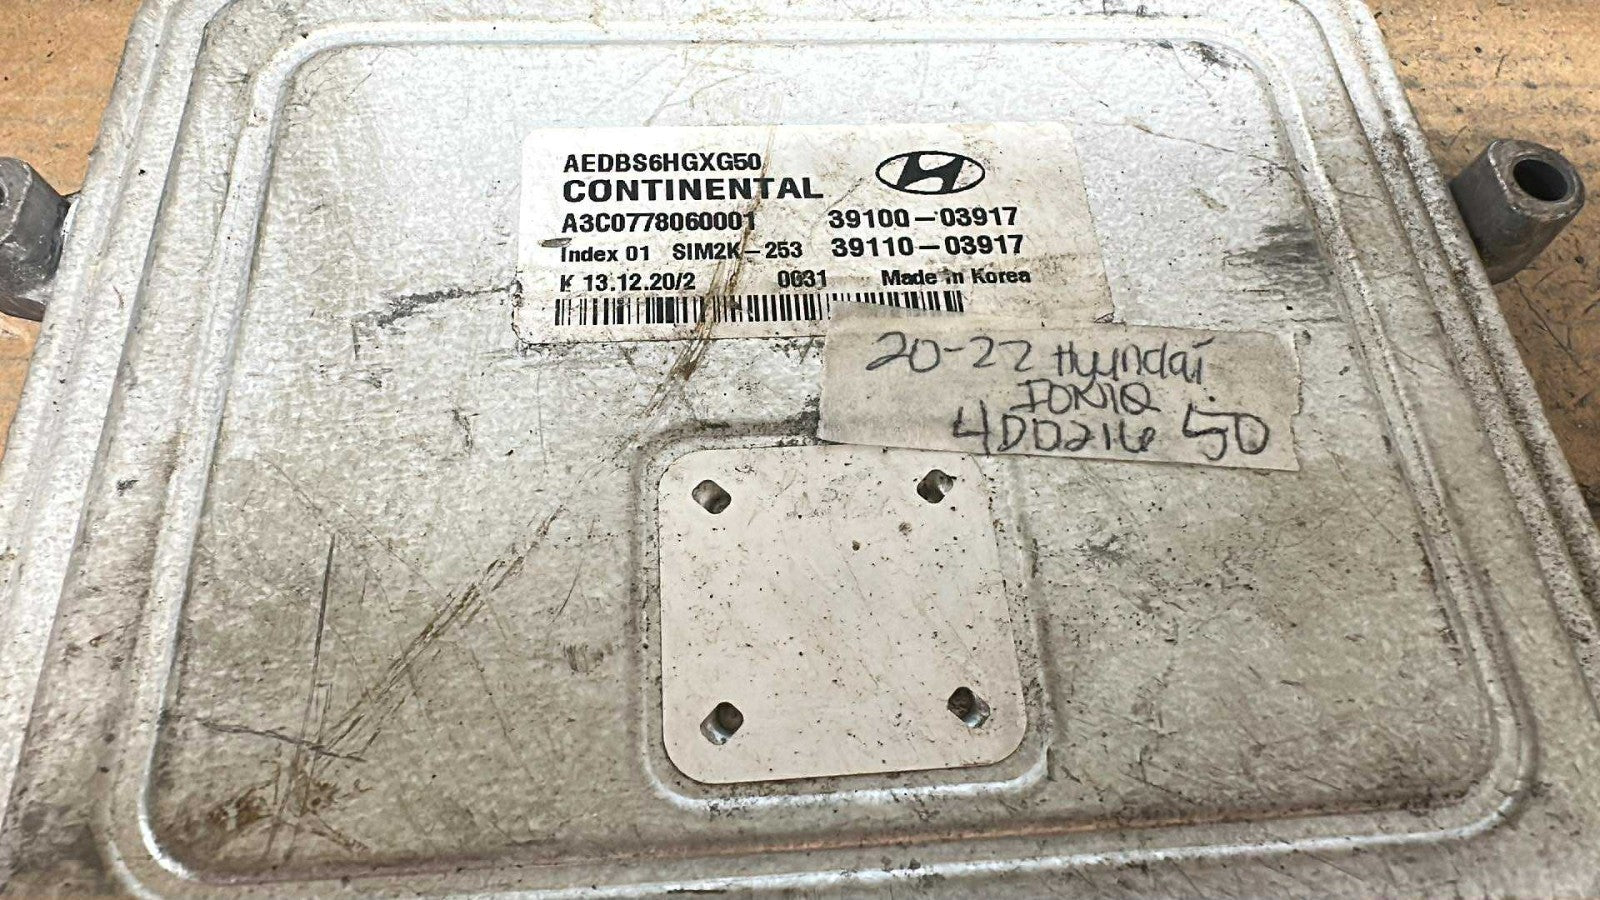 AEDBS6HGXG50
CONTINENTAL
A3C0778060001 39100-03917
Index 01 SIM2K-253 39110-03917
K 13.12.20/2 0031 Made in Korea
20-22 Hyundai
IONIQ
4DD216 50